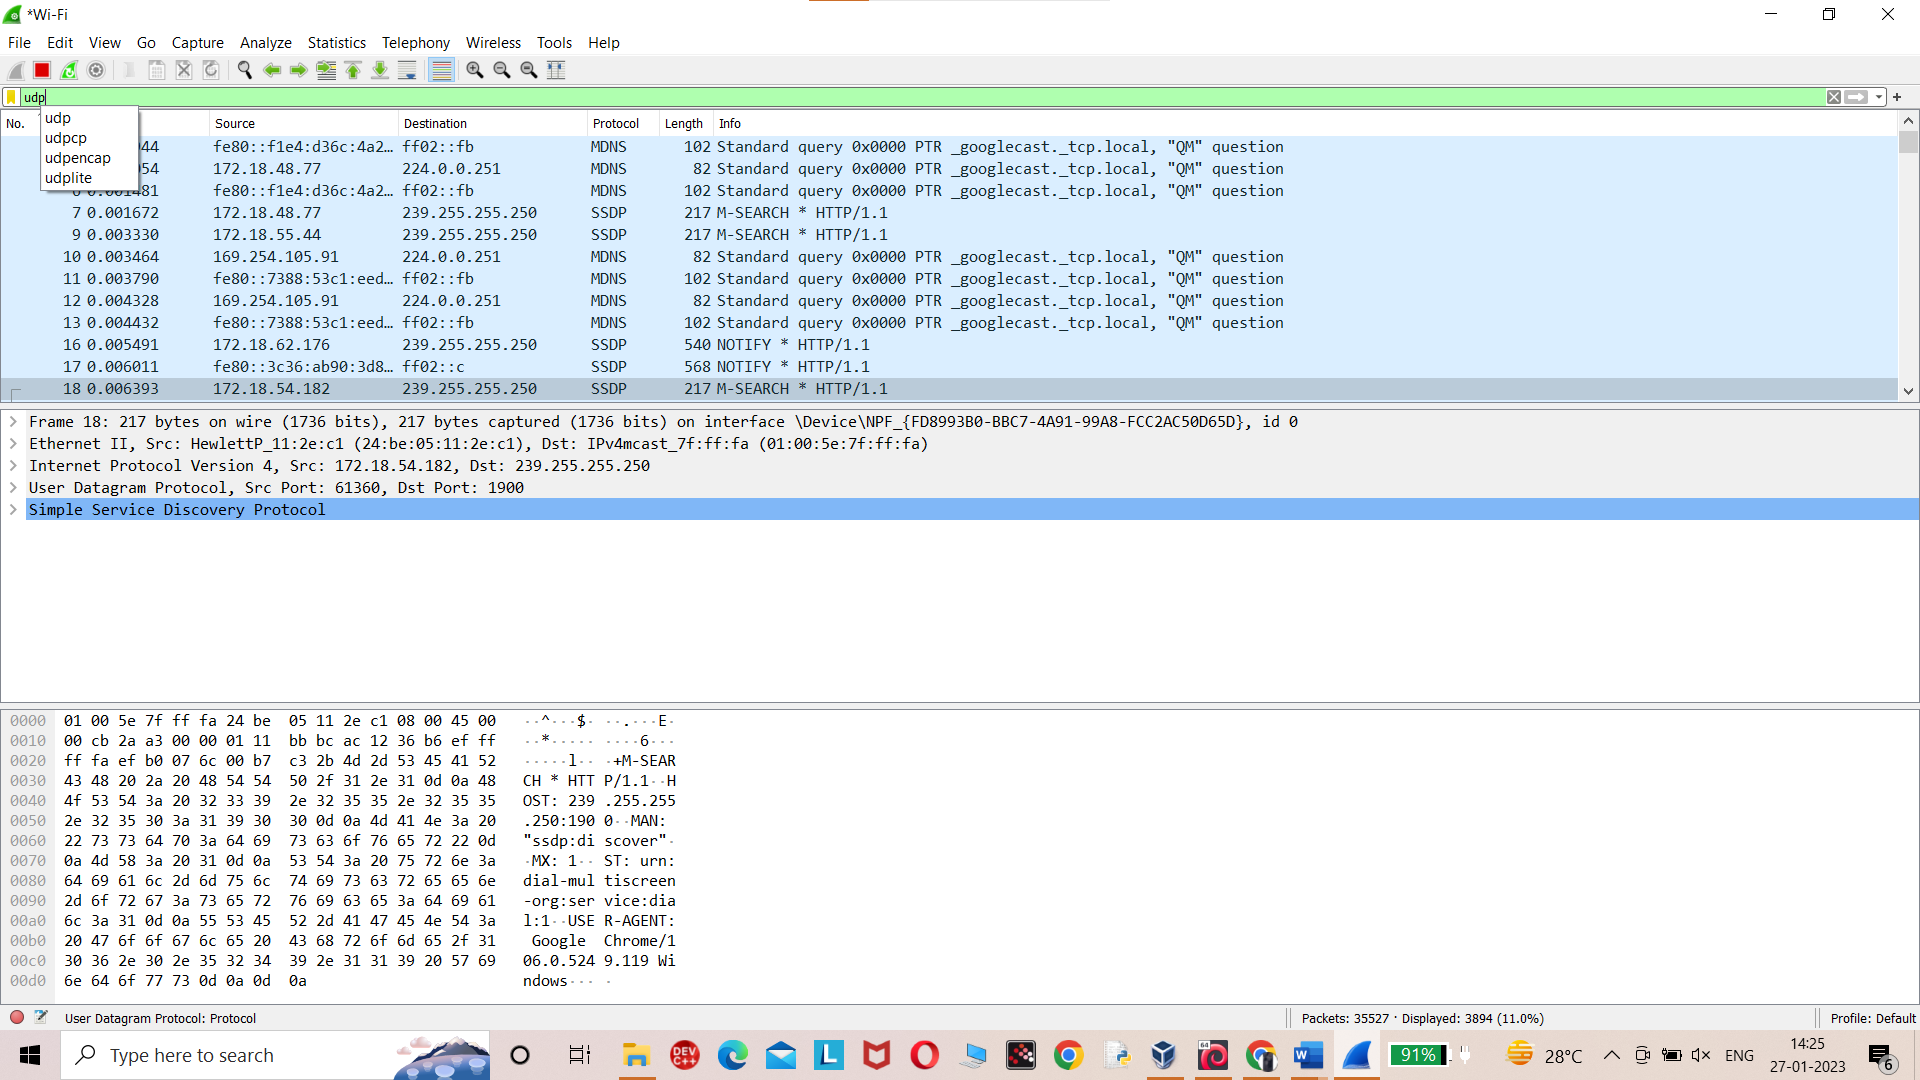 *Wi-Fi
File Edit View Go Capture Analyze Statistics Telephony Wireless Tools Help
udp
udp
udpcp
udpencap
udplite
No. Source Destination Protocol Length Info
44 fe80::f1e4:d36c:4a2… ff02::fb MDNS 102 Standard query 0x0000 PTR _googlecast._tcp.local, "QM" question
54 172.18.48.77 224.0.0.251 MDNS 82 Standard query 0x0000 PTR _googlecast._tcp.local, "QM" question
6 0.001481 fe80::f1e4:d36c:4a2… ff02::fb MDNS 102 Standard query 0x0000 PTR _googlecast._tcp.local, "QM" question
7 0.001672 172.18.48.77 239.255.255.250 SSDP 217 M-SEARCH * HTTP/1.1
9 0.003330 172.18.55.44 239.255.255.250 SSDP 217 M-SEARCH * HTTP/1.1
10 0.003464 169.254.105.91 224.0.0.251 MDNS 82 Standard query 0x0000 PTR _googlecast._tcp.local, "QM" question
11 0.003790 fe80::7388:53c1:eed… ff02::fb MDNS 102 Standard query 0x0000 PTR _googlecast._tcp.local, "QM" question
12 0.004328 169.254.105.91 224.0.0.251 MDNS 82 Standard query 0x0000 PTR _googlecast._tcp.local, "QM" question
13 0.004432 fe80::7388:53c1:eed… ff02::fb MDNS 102 Standard query 0x0000 PTR _googlecast._tcp.local, "QM" question
16 0.005491 172.18.62.176 239.255.255.250 SSDP 540 NOTIFY * HTTP/1.1
17 0.006011 fe80::3c36:ab90:3d8… ff02::c SSDP 568 NOTIFY * HTTP/1.1
18 0.006393 172.18.54.182 239.255.255.250 SSDP 217 M-SEARCH * HTTP/1.1
Frame 18: 217 bytes on wire (1736 bits), 217 bytes captured (1736 bits) on interface \Device\NPF_{FD8993B0-BBC7-4A91-99A8-FCC2AC50D65D}, id 0
Ethernet II, Src: HewlettP_11:2e:c1 (24:be:05:11:2e:c1), Dst: IPv4mcast_7f:ff:fa (01:00:5e:7f:ff:fa)
Internet Protocol Version 4, Src: 172.18.54.182, Dst: 239.255.255.250
User Datagram Protocol, Src Port: 61360, Dst Port: 1900
Simple Service Discovery Protocol
0000 01 00 5e 7f ff fa 24 be 05 11 2e c1 08 00 45 00 ··^···$· ··.···E·
0010 00 cb 2a a3 00 00 01 11 bb bc ac 12 36 b6 ef ff ··*····· ····6···
0020 ff fa ef b0 07 6c 00 b7 c3 2b 4d 2d 53 45 41 52 ·····l·· ·+M-SEAR
0030 43 48 20 2a 20 48 54 54 50 2f 31 2e 31 0d 0a 48 CH * HTT P/1.1··H
0040 4f 53 54 3a 20 32 33 39 2e 32 35 35 2e 32 35 35 OST: 239 .255.255
0050 2e 32 35 30 3a 31 39 30 30 0d 0a 4d 41 4e 3a 20 .250:190 0··MAN:
0060 22 73 73 64 70 3a 64 69 73 63 6f 76 65 72 22 0d "ssdp:di scover"·
0070 0a 4d 58 3a 20 31 0d 0a 53 54 3a 20 75 72 6e 3a ·MX: 1·· ST: urn:
0080 64 69 61 6c 2d 6d 75 6c 74 69 73 63 72 65 65 6e dial-mul tiscreen
0090 2d 6f 72 67 3a 73 65 72 76 69 63 65 3a 64 69 61 -org:ser vice:dia
00a0 6c 3a 31 0d 0a 55 53 45 52 2d 41 47 45 4e 54 3a l:1··USE R-AGENT:
00b0 20 47 6f 6f 67 6c 65 20 43 68 72 6f 6d 65 2f 31 Google Chrome/1
00c0 30 36 2e 30 2e 35 32 34 39 2e 31 31 39 20 57 69 06.0.524 9.119 Wi
00d0 6e 64 6f 77 73 0d 0a 0d 0a ndows··· ·
User Datagram Protocol: Protocol Packets: 35527 · Displayed: 3894 (11.0%) Profile: Default
Type here to search DEV C++ L 64 W 91% 28°C ENG 14:25
27-01-2023 6